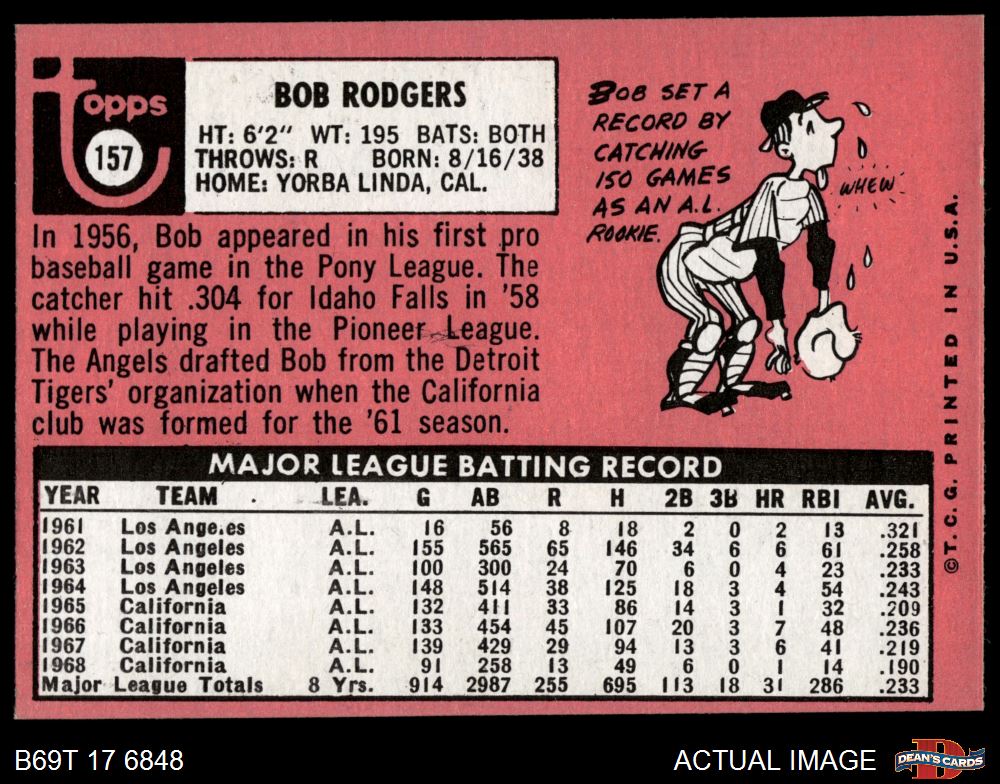 topps
157
BOB RODGERS
HT: 6'2" WT: 195 BATS: BOTH
THROWS: R BORN: 8/16/38
HOME: YORBA LINDA, CAL.
BOB SET A
RECORD BY
CATCHING
150 GAMES
AS AN A.L.
ROOKIE.
WHEW
In 1956, Bob appeared in his first pro
baseball game in the Pony League. The
catcher hit .304 for Idaho Falls in '58
while playing in the Pioneer League.
The Angels drafted Bob from the Detroit
Tigers' organization when the California
club was formed for the '61 season.
©T.C.G. PRINTED IN U.S.A.
MAJOR LEAGUE BATTING RECORD
YEAR TEAM LEA. G AB R H 2B 3B HR RBI AVG.
1961 Los Angeles A.L. 16 56 8 18 2 0 2 13 .321
1962 Los Angeles A.L. 155 565 65 146 34 6 6 61 .258
1963 Los Angeles A.L. 100 300 24 70 6 0 4 23 .233
1964 Los Angeles A.L. 148 514 38 125 18 3 4 54 .243
1965 California A.L. 132 411 33 86 14 3 1 32 .209
1966 California A.L. 133 454 45 107 20 3 7 48 .236
1967 California A.L. 139 429 29 94 13 3 6 41 .219
1968 California A.L. 91 258 13 49 6 0 1 14 .190
Major League Totals 8 Yrs. 914 2987 255 695 113 18 31 286 .233
B69T 17 6848
ACTUAL IMAGE
DEAN'S CARDS